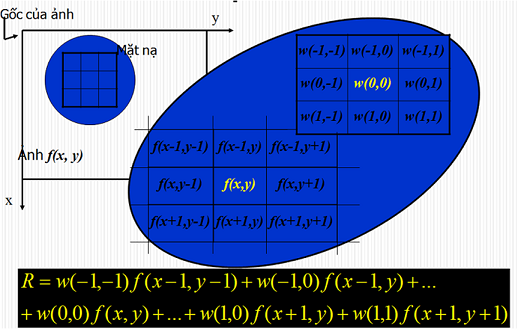 Gốc của ảnh
y
Mặt nạ
w(-1,-1) w(-1,0) w(-1,1)
w(0,-1) w(0,0) w(0,1)
w(1,-1) w(1,0) w(1,1)
f(x-1,y-1) f(x-1,y) f(x-1,y+1)
Ảnh f(x, y)
f(x,y-1) f(x,y) f(x,y+1)
x
f(x+1,y-1) f(x+1,y) f(x+1,y+1)
R = w(−1,−1) f(x−1, y−1) + w(−1,0) f(x−1, y) + ...
+ w(0,0) f(x, y) + ... + w(1,0) f(x+1, y) + w(1,1) f(x+1, y+1)